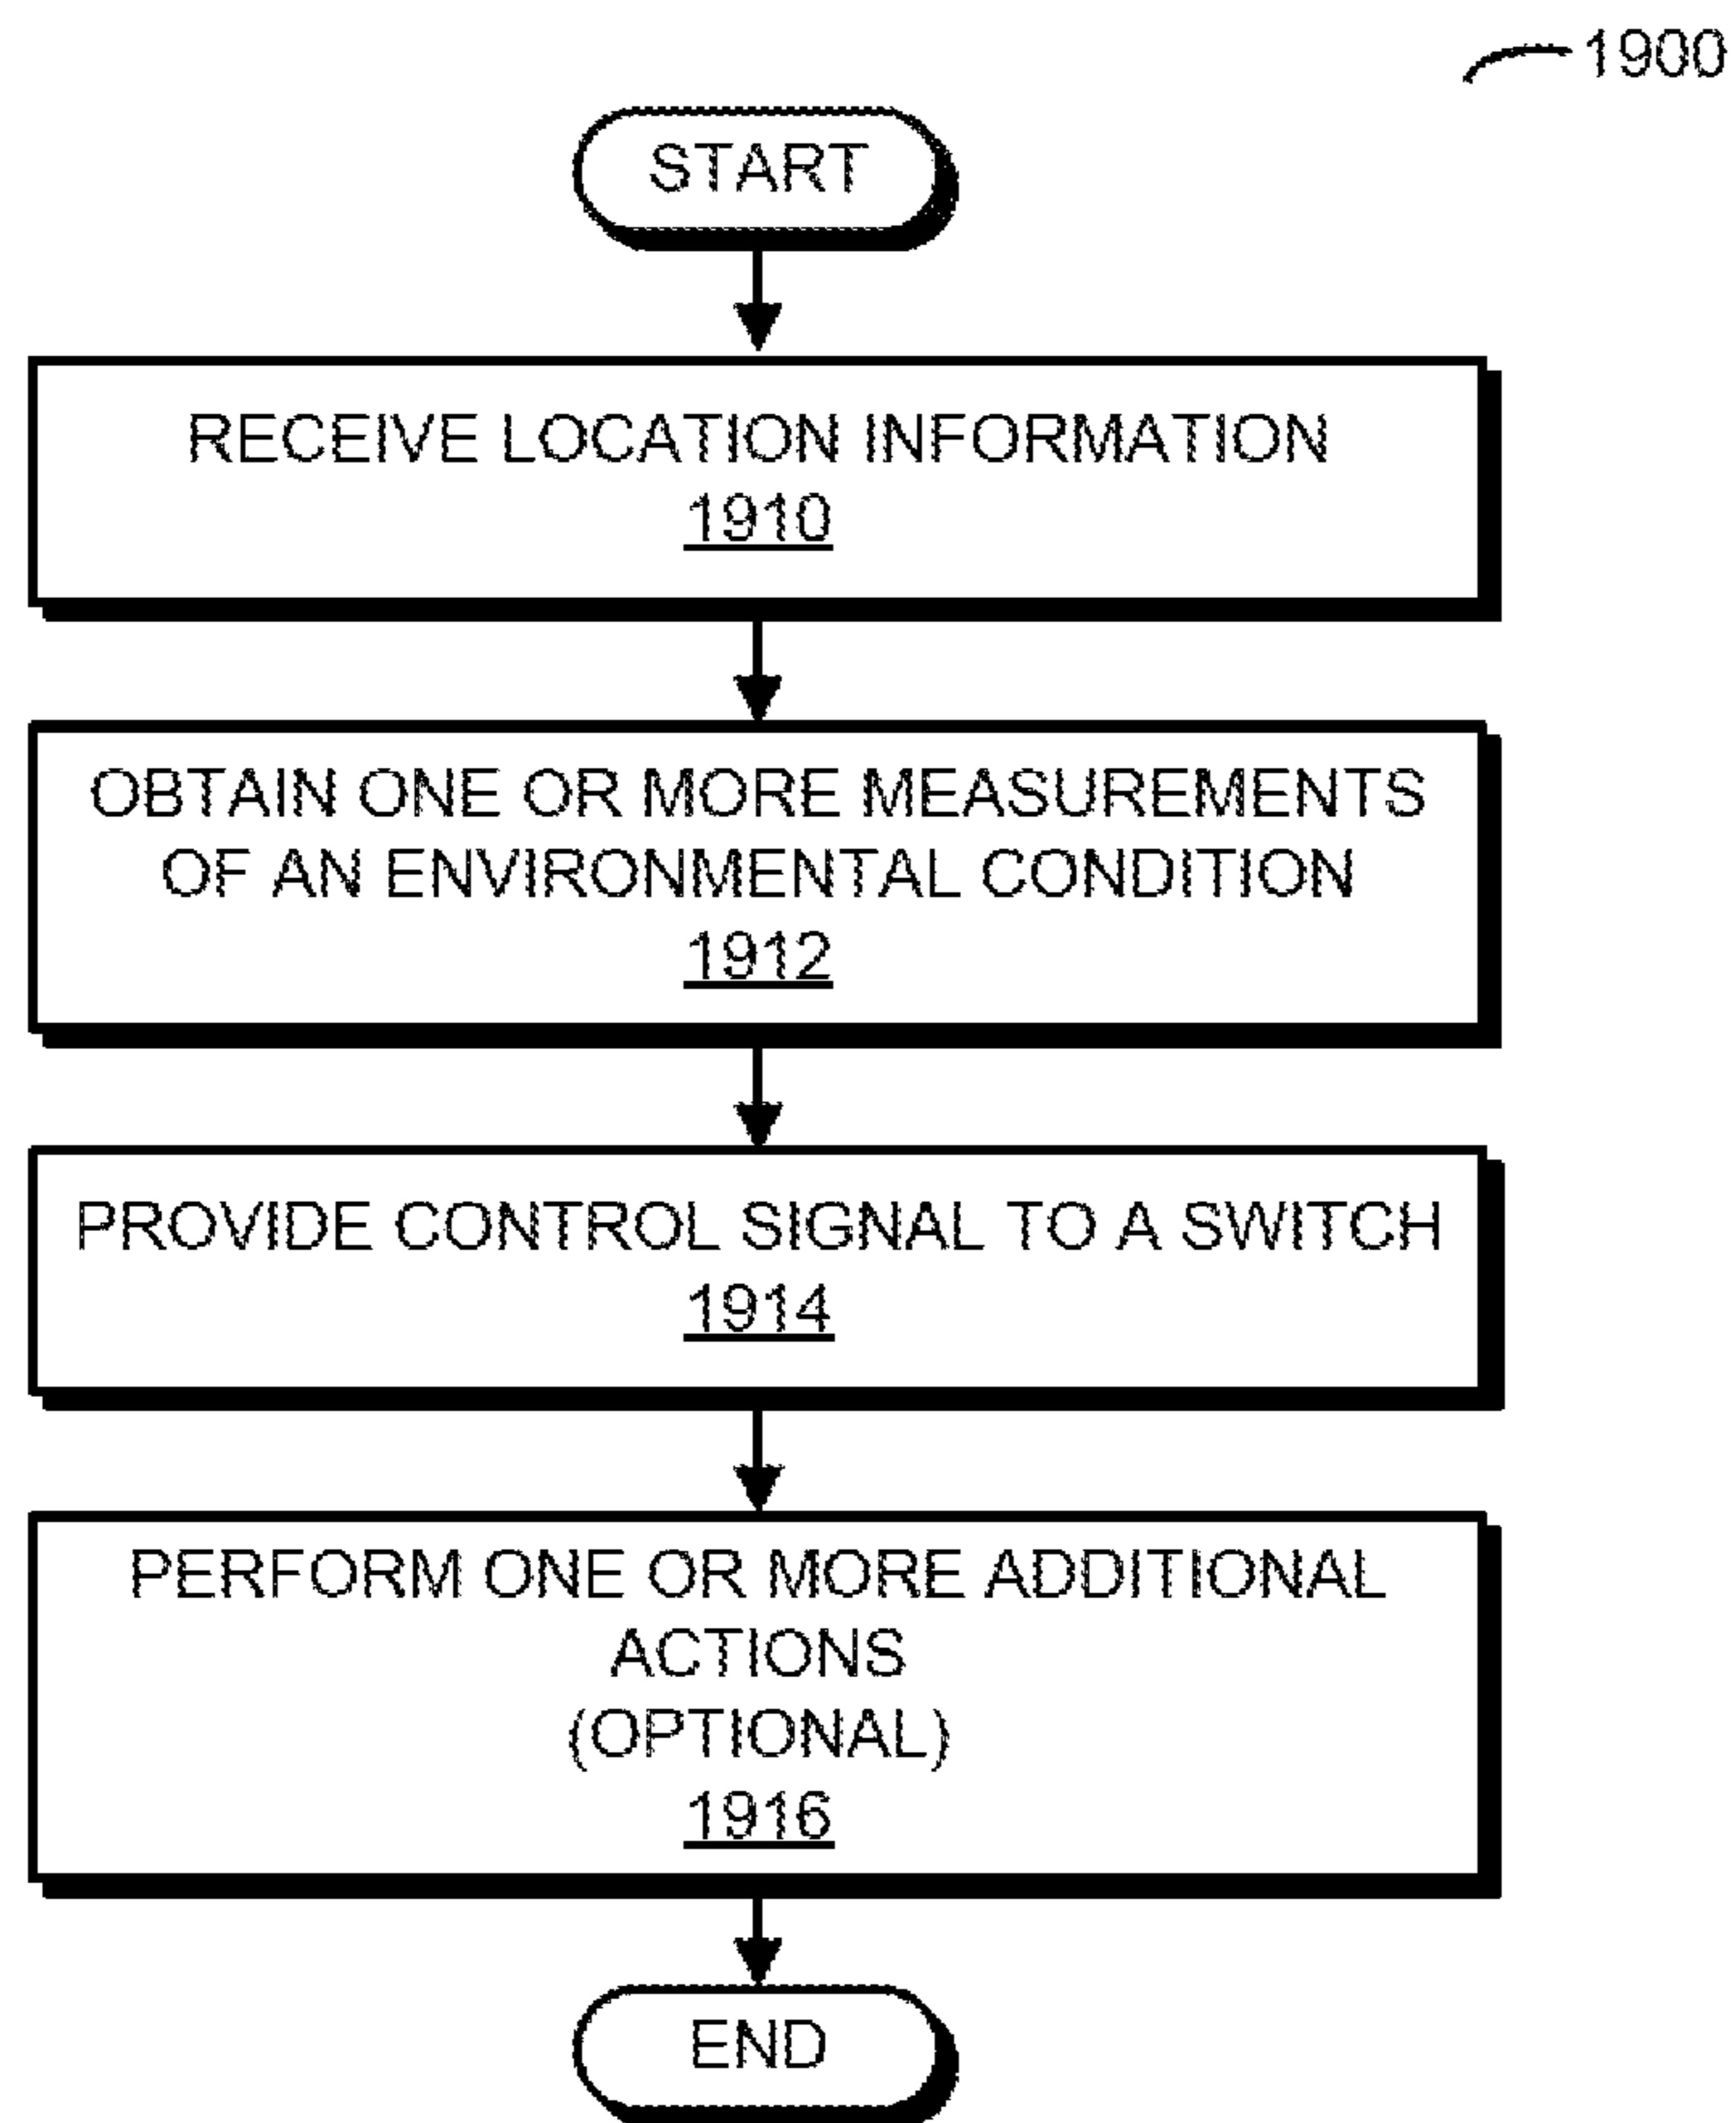 1900
START
RECEIVE LOCATION INFORMATION
1910
OBTAIN ONE OR MORE MEASUREMENTS
OF AN ENVIRONMENTAL CONDITION
1912
PROVIDE CONTROL SIGNAL TO A SWITCH
1914
PERFORM ONE OR MORE ADDITIONAL
ACTIONS
(OPTIONAL)
1916
END